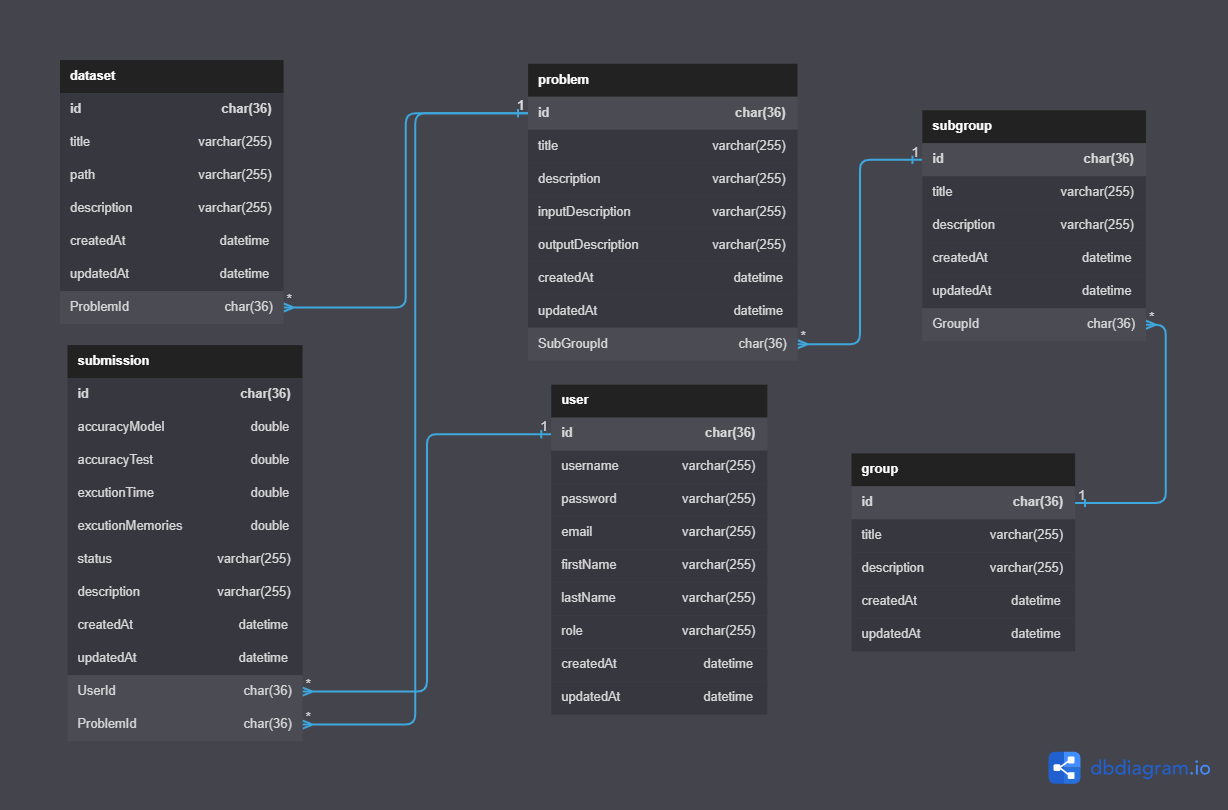 dataset
id char(36)
title varchar(255)
path varchar(255)
description varchar(255)
createdAt datetime
updatedAt datetime
ProblemId char(36)
*
submission
id char(36)
accuracyModel double
accuracyTest double
excutionTime double
excutionMemories double
status varchar(255)
description varchar(255)
createdAt datetime
updatedAt datetime
UserId char(36)
*
ProblemId char(36)
*
problem
1
id char(36)
title varchar(255)
description varchar(255)
inputDescription varchar(255)
outputDescription varchar(255)
createdAt datetime
updatedAt datetime
SubGroupId char(36)
*
user
1
id char(36)
username varchar(255)
password varchar(255)
email varchar(255)
firstName varchar(255)
lastName varchar(255)
role varchar(255)
createdAt datetime
updatedAt datetime
subgroup
1
id char(36)
title varchar(255)
description varchar(255)
createdAt datetime
updatedAt datetime
GroupId char(36)
*
group
id char(36)
1
title varchar(255)
description varchar(255)
createdAt datetime
updatedAt datetime
dbdiagram.io